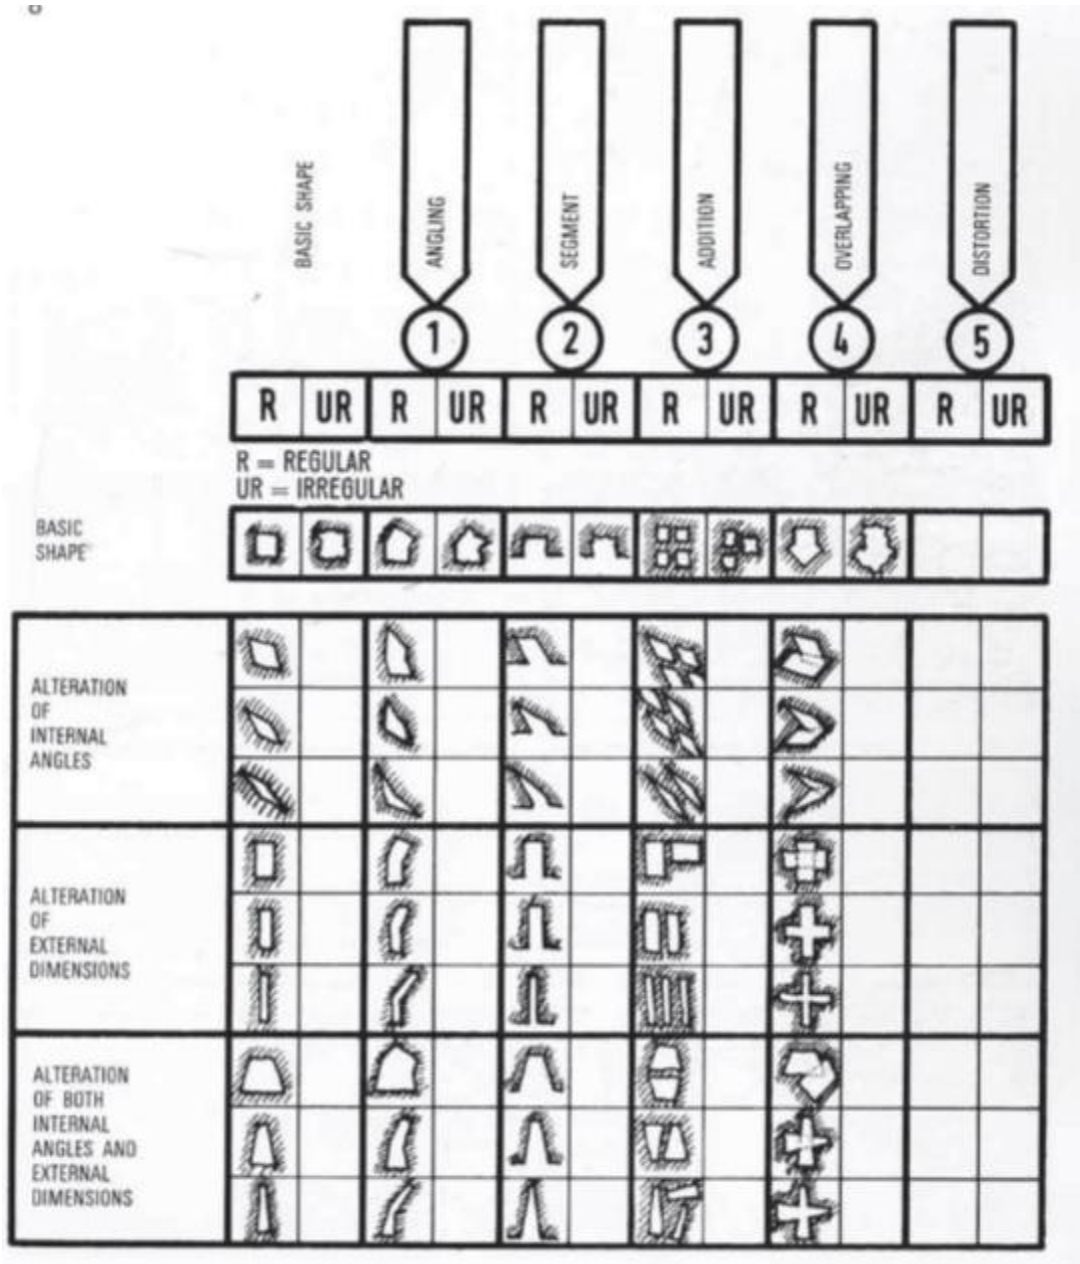 BASIC SHAPE
ANGLING
SEGMENT
ADDITION
OVERLAPPING
DISTORTION
1 2 3 4 5
R UR R UR R UR R UR R UR R UR
R = REGULAR
UR = IRREGULAR
BASIC
SHAPE
ALTERATION
OF
INTERNAL
ANGLES
ALTERATION
OF
EXTERNAL
DIMENSIONS
ALTERATION
OF BOTH
INTERNAL
ANGLES AND
EXTERNAL
DIMENSIONS